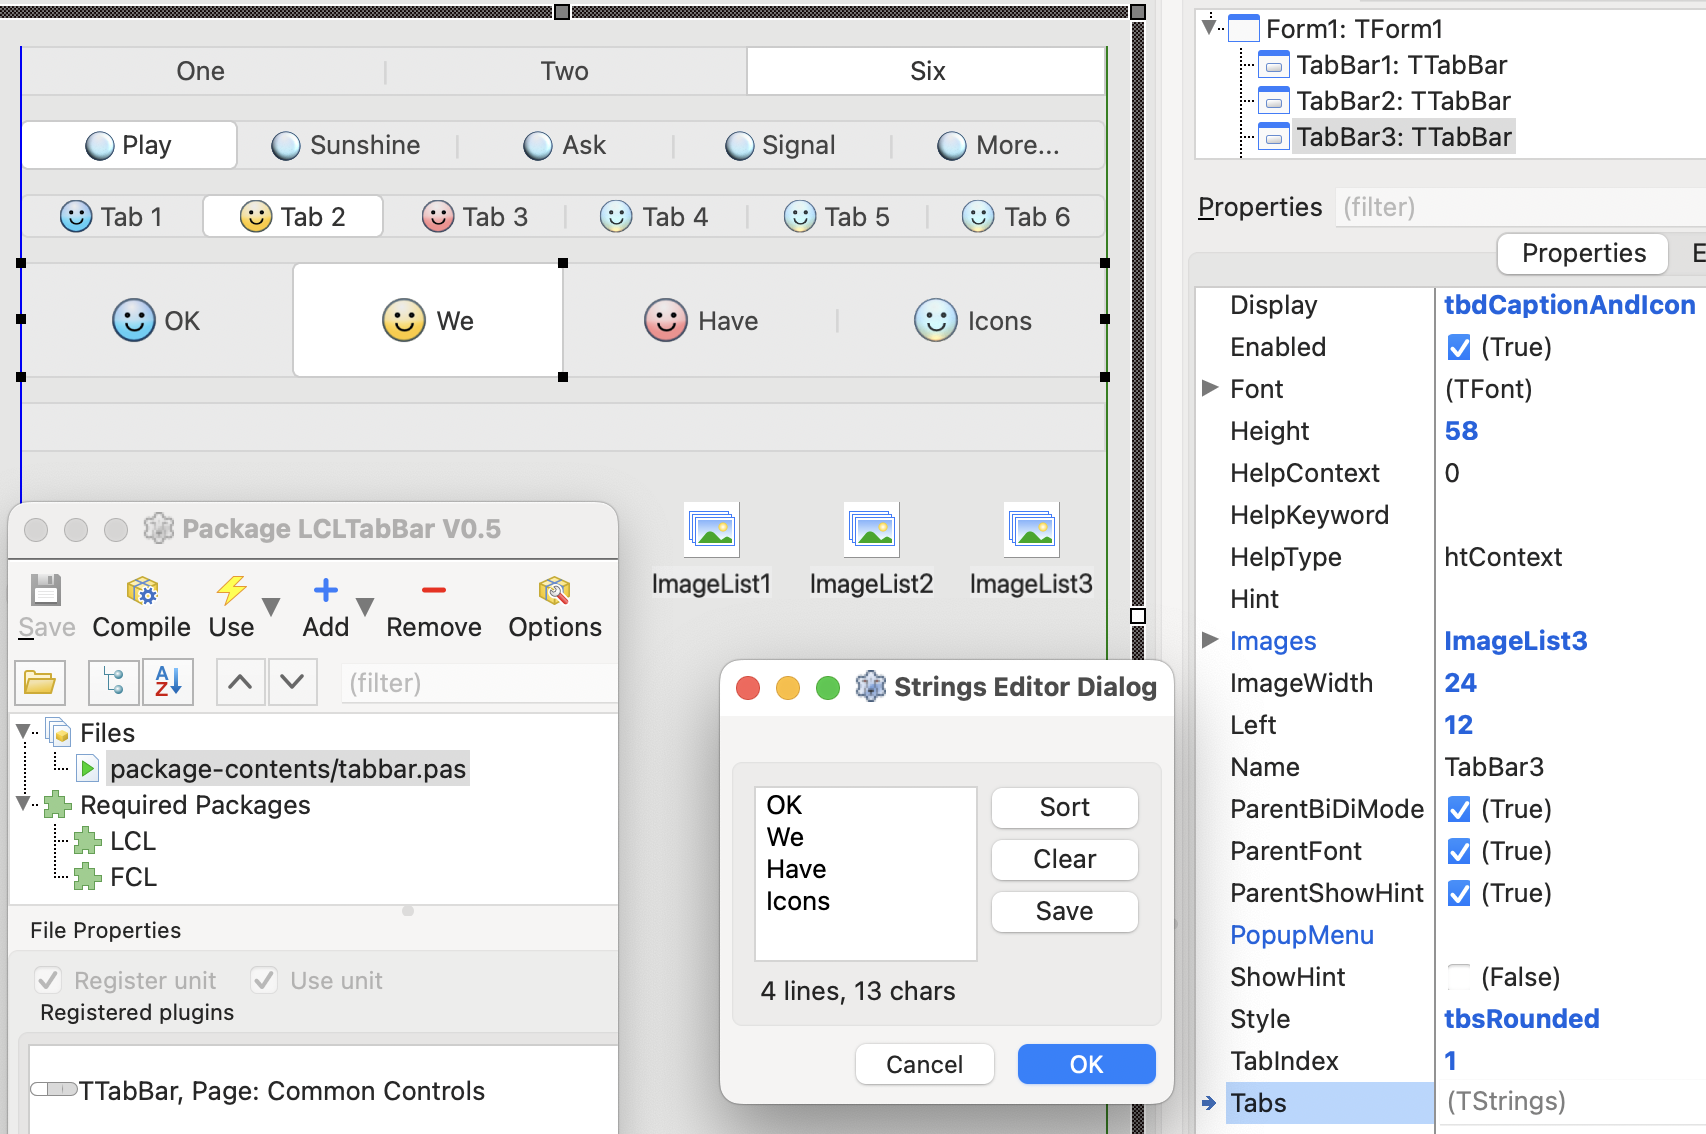 One Two Six
Play Sunshine Ask Signal More...
Tab 1 Tab 2 Tab 3 Tab 4 Tab 5 Tab 6
OK We Have Icons
ImageList1 ImageList2 ImageList3
Package LCLTabBar V0.5
Save Compile Use Add Remove Options
A
Z
(filter)
Files
package-contents/tabbar.pas
Required Packages
LCL
FCL
File Properties
Register unit Use unit
Registered plugins
TTabBar, Page: Common Controls
Strings Editor Dialog
OK
We
Have
Icons
Sort
Clear
Save
4 lines, 13 chars
Cancel OK
Form1: TForm1
TabBar1: TTabBar
TabBar2: TTabBar
TabBar3: TTabBar
Properties (filter)
Properties E
Display tbdCaptionAndIcon
Enabled (True)
Font (TFont)
Height 58
HelpContext 0
HelpKeyword
HelpType htContext
Hint
Images ImageList3
ImageWidth 24
Left 12
Name TabBar3
ParentBiDiMode (True)
ParentFont (True)
ParentShowHint (True)
PopupMenu
ShowHint (False)
Style tbsRounded
TabIndex 1
Tabs (TStrings)